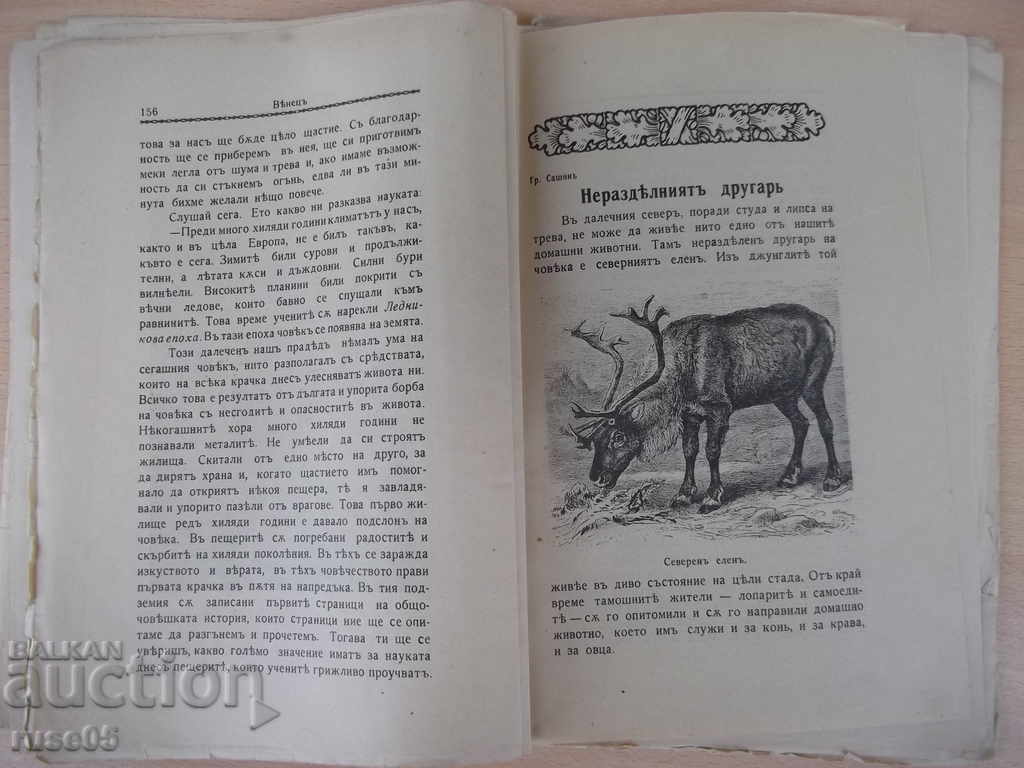 156
Вѣнецъ
това за насъ ще бѫде цѣло щастие. Съ благодар-
ность ще се приберемъ въ нея, ще си приготвимъ
меки легла отъ шума и трева и, ако имаме възмож-
ность да си стъкнемъ огънь, едва ли въ тази ми-
нута бихме желали нѣщо повече.
Слушай сега. Ето какво ни разказва науката:
—Преди много хиляди години климатътъ у насъ,
както и въ цѣла Европа, не е билъ такъвъ, ка-
къвто е сега. Зимитѣ били сурови и продължи-
телни, а лѣтата кѫси и дъждовни. Силни бури
вилнѣели. Високитѣ планини били покрити съ
вѣчни ледове, които бавно се спущали къмъ
равнинитѣ. Това време ученитѣ сѫ нарекли Ледни-
кова епоха. Въ тази епоха човѣкъ се появява на земята.
Този далеченъ нашъ прадѣдъ нѣмалъ ума на
сегашния човѣкъ, нито разполагалъ съ срѣдствата,
които на всѣка крачка днесъ улесняватъ живота ни.
Всичко това е резултатъ отъ дългата и упорита борба
на човѣка съ несгодитѣ и опасноститѣ въ живота.
Нѣкогашнитѣ хора много хиляди години не
познавали металитѣ. Не умѣели да си строятъ
жилища. Скитали отъ едно мѣсто на друго, за
да дирятъ храна и, когато щастието имъ помог-
нало да откриятъ нѣкоя пещера, тѣ я завладя-
вали и упорито пазѣли отъ врагове. Това първо жи-
лище редъ хиляди години е давало подслонъ на
човѣка. Въ пещеритѣ сѫ погребани радоститѣ и
скърбитѣ на хиляди поколѣния. Въ тѣхъ се заражда
изкуството и вѣрата, въ тѣхъ човѣчеството прави
първата крачка въ пѫтя на напредъка. Въ тия под-
земия сѫ записани първитѣ страници на общо-
човѣшката история, които страници ние ще се опи-
таме да разгънемъ и прочетемъ. Тогава ти ще се
увѣришъ, какво голѣмо значение иматъ за науката
днесъ пещеритѣ, които ученитѣ грижливо проучватъ.
Гр. Сашонъ
Нераздѣлниятъ другарь
Въ далечния северъ, поради студа и липса на
трева, не може да живѣе нито едно отъ нашитѣ
домашни животни. Тамъ нераздѣленъ другарь на
човѣка е северниятъ еленъ. Изъ джунглитѣ той
Северенъ еленъ.
живѣе въ диво състояние на цѣли стада. Отъ край
време тамошнитѣ жители — лопаритѣ и самоеди-
тѣ — сѫ го опитомили и сѫ го направили домашно
животно, което имъ служи и за конь, и за крава,
и за овца.
BALKAN
auction
ruse05